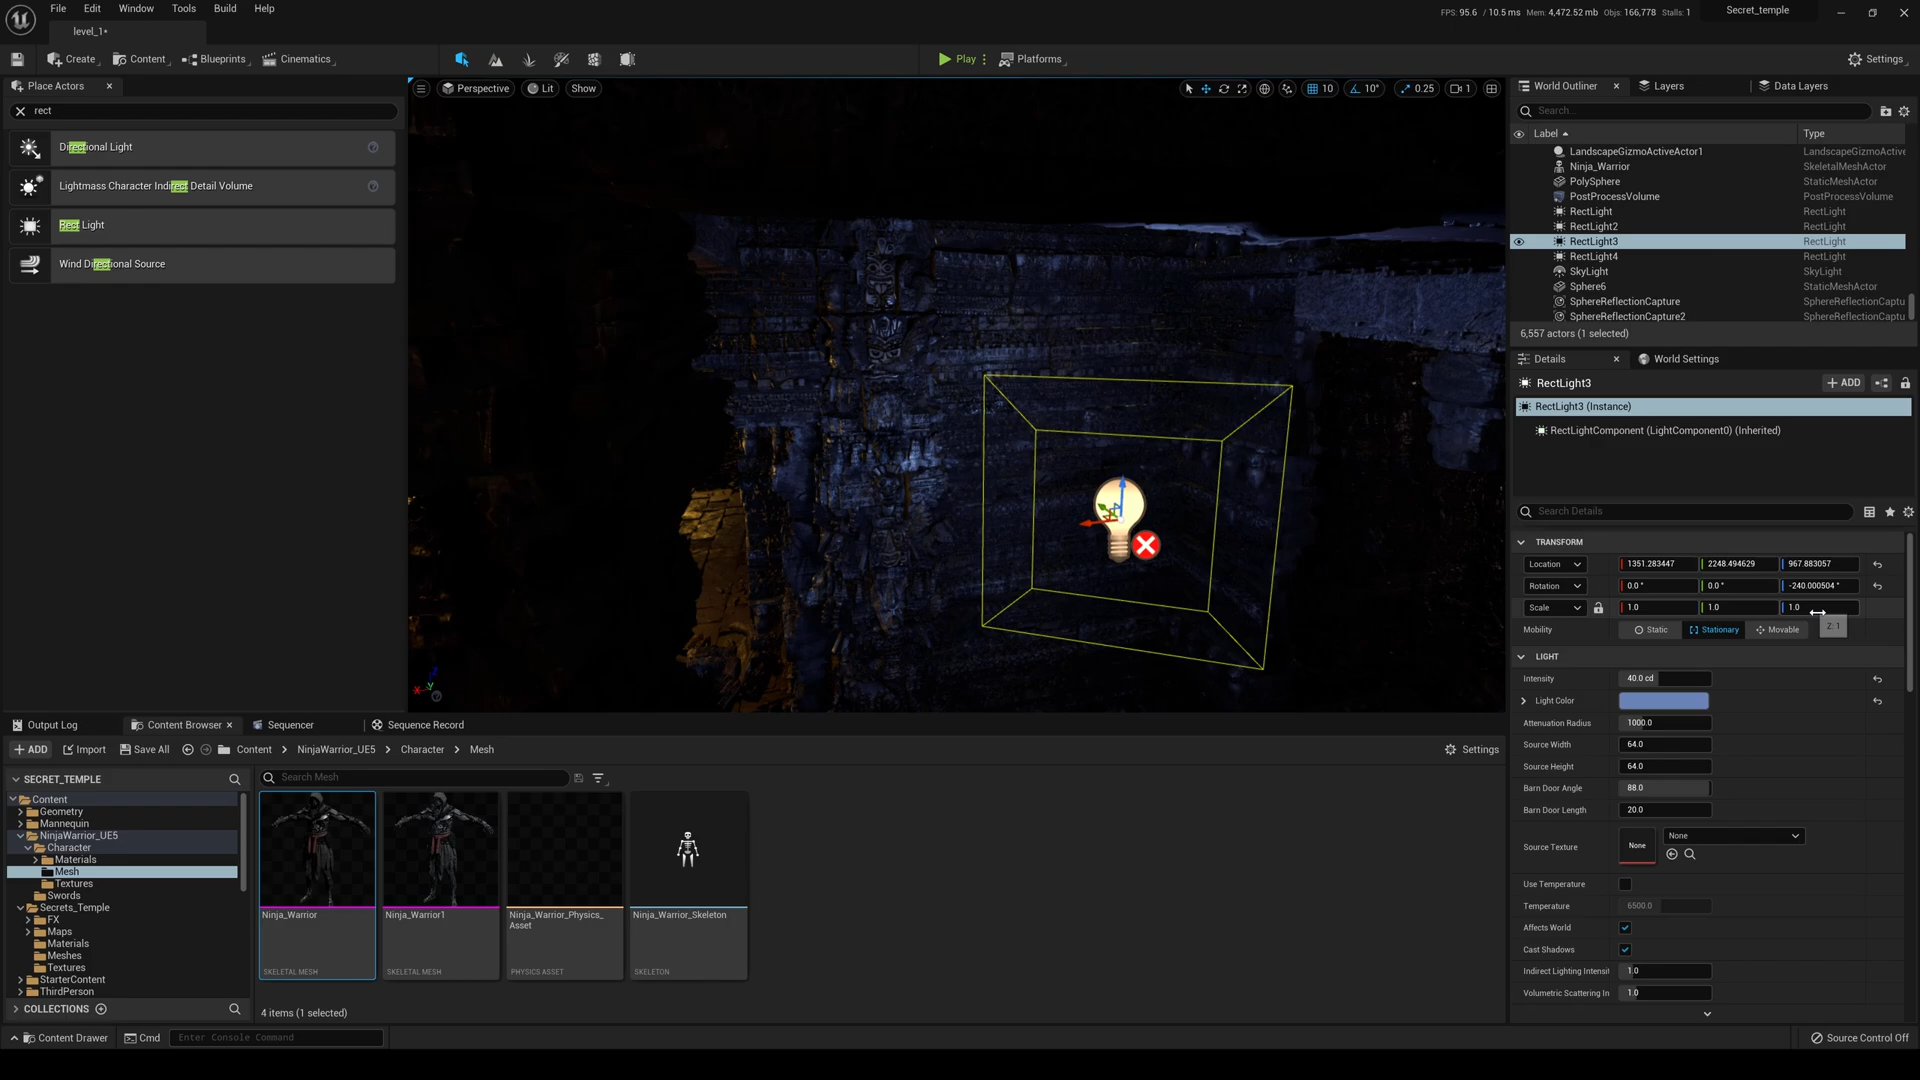 File Edit Window Tools Build Help
FPS: 95.6 / 10.5 ms Mem: 4,472.52 mb Objs: 166,778 Stalls: 1
Secret_temple
level_1*
Create Content Blueprints Cinematics
Play Platforms
Settings
Place Actors
rect
Directional Light
Lightmass Character Indirect Detail Volume
Rect Light
Wind Directional Source
Perspective Lit Show
10 10° 0.25 1
World Outliner Layers Data Layers
Search...
Label Type
LandscapeGizmoActiveActor1 LandscapeGizmoActive
Ninja_Warrior SkeletalMeshActor
PolySphere StaticMeshActor
PostProcessVolume PostProcessVolume
RectLight RectLight
RectLight2 RectLight
RectLight3 RectLight
RectLight4 RectLight
SkyLight SkyLight
Sphere6 StaticMeshActor
SphereReflectionCapture SphereReflectionCaptu
SphereReflectionCapture2 SphereReflectionCaptu
6,557 actors (1 selected)
Details World Settings
RectLight3
ADD
RectLight3 (Instance)
RectLightComponent (LightComponent0) (Inherited)
Search Details
TRANSFORM
Location 1351.283447 2248.494629 967.883057
Rotation 0.0 ° 0.0 ° -240.000504 °
Scale 1.0 1.0 1.0
Mobility Static Stationary Movable
Z: 1
LIGHT
Intensity 40.0 cd
Light Color
Attenuation Radius 1000.0
Source Width 64.0
Source Height 64.0
Barn Door Angle 88.0
Barn Door Length 20.0
Source Texture None None
Use Temperature
Temperature 6500.0
Affects World
Cast Shadows
Indirect Lighting Intensit 1.0
Volumetric Scattering In 1.0
Output Log Content Browser Sequencer Sequence Record
ADD Import Save All Content NinjaWarrior_UE5 Character Mesh
Settings
SECRET_TEMPLE
Search Mesh
Content
Geometry
Mannequin
NinjaWarrior_UE5
Character
Materials
Mesh
Textures
Swords
Secrets_Temple
FX
Maps
Materials
Meshes
Textures
StarterContent
ThirdPerson
COLLECTIONS
Ninja_Warrior
SKELETAL MESH
Ninja_Warrior1
SKELETAL MESH
Ninja_Warrior_Physics_
Asset
PHYSICS ASSET
Ninja_Warrior_Skeleton
SKELETON
4 items (1 selected)
Content Drawer Cmd Enter Console Command
Source Control Off